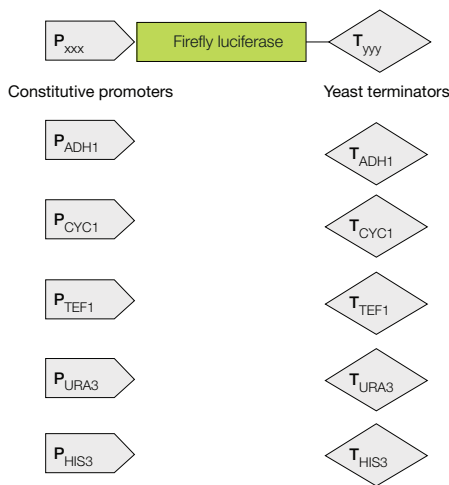 Pxxx Firefly luciferase Tyyy
Constitutive promoters Yeast terminators
PADH1 TADH1
PCYC1 TCYC1
PTEF1 TTEF1
PURA3 TURA3
PHIS3 THIS3